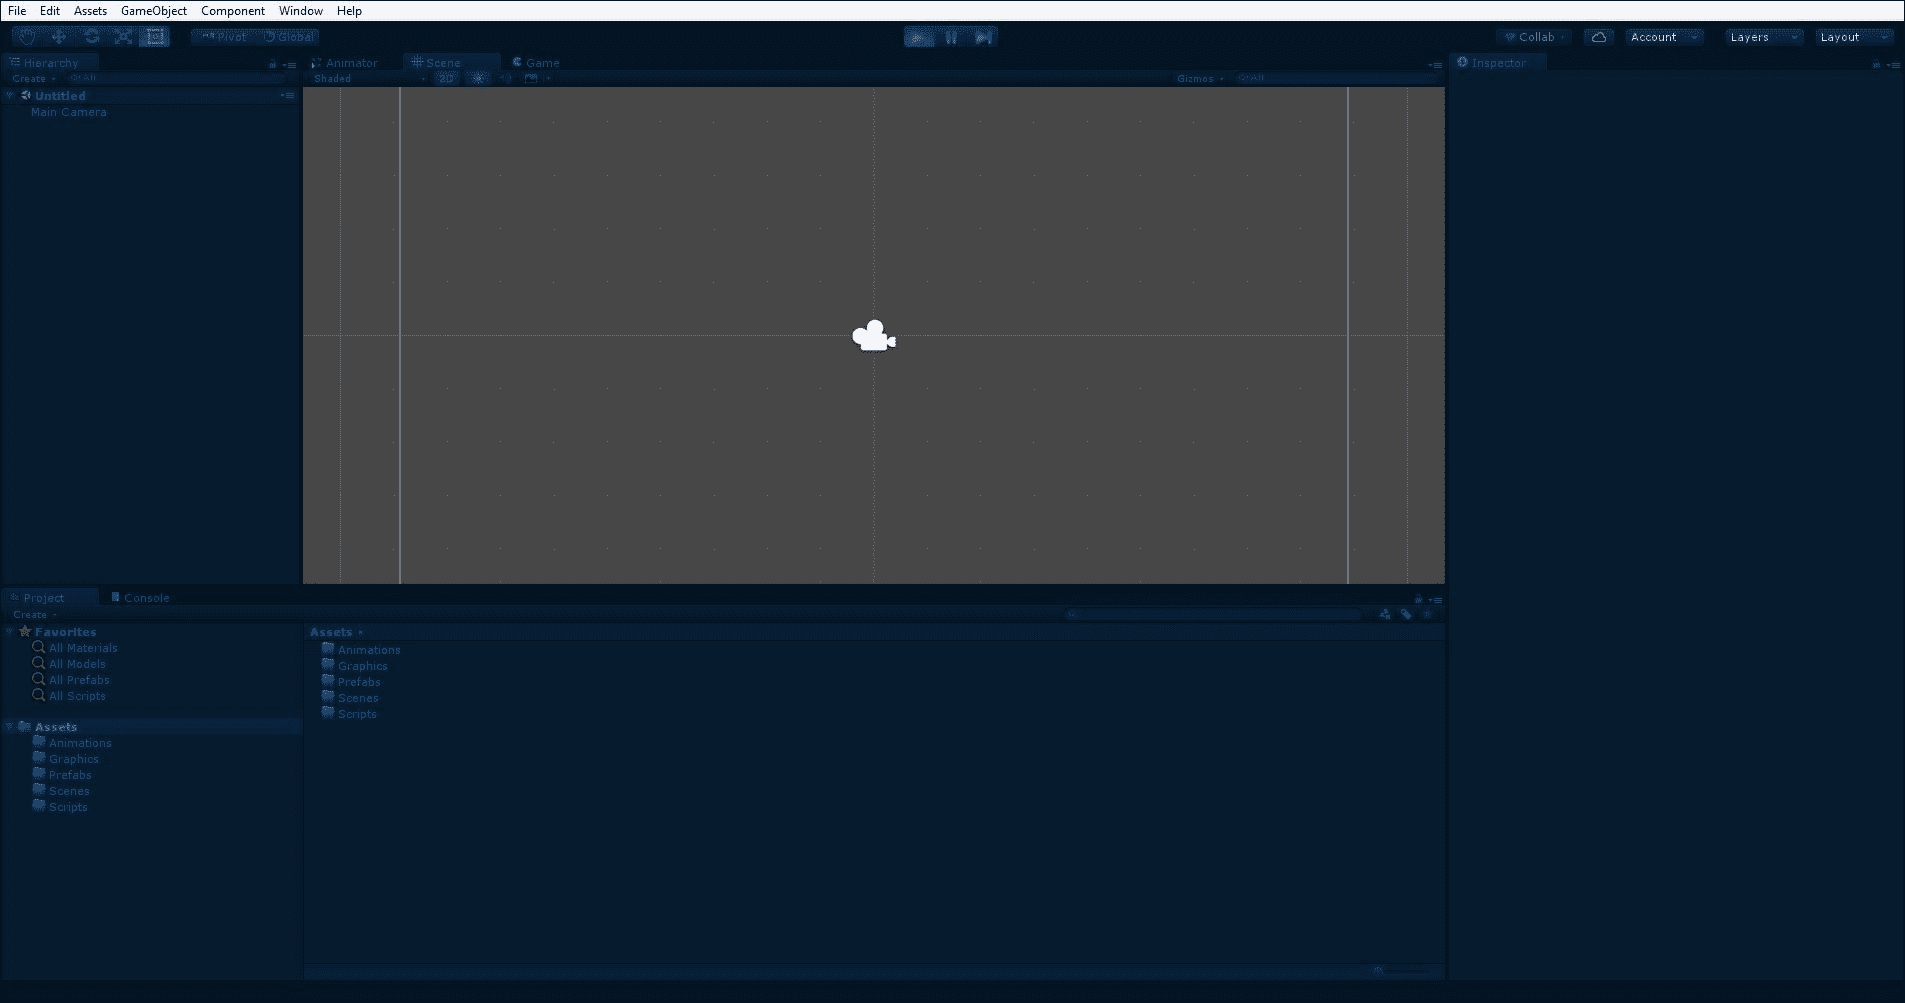 File Edit Assets GameObject Component Window Help
Pivot Global Collab Account Layers Layout
Hierarchy Animator Scene Game Inspector
Create All Shaded 2D Gizmos All
Untitled
Main Camera
Project Console
Create
Favorites
All Materials
All Models
All Prefabs
All Scripts
Assets
Animations
Graphics
Prefabs
Scenes
Scripts
Assets
Animations
Graphics
Prefabs
Scenes
Scripts